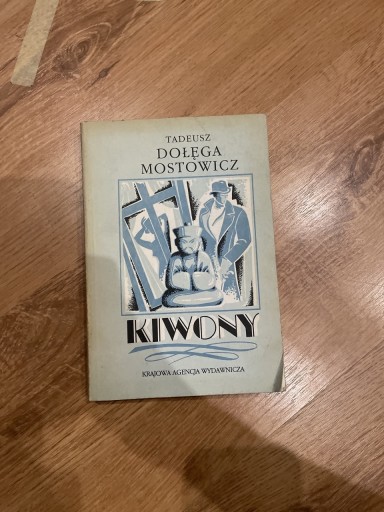 TADEUSZ
DOŁĘGA
MOSTOWICZ
KIWONY
KRAJOWA AGENCJA WYDAWNICZA